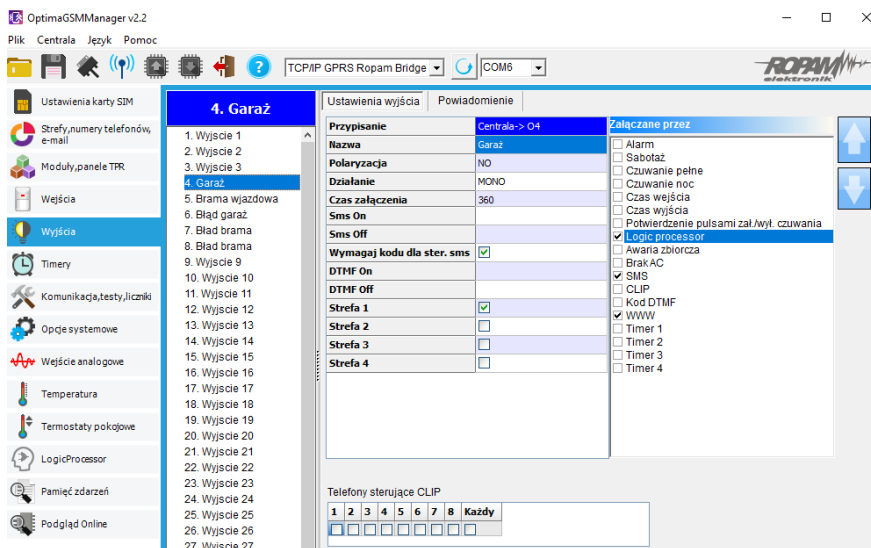 OptimaGSMManager v2.2
Plik Centrala Język Pomoc
TCP/IP GPRS Ropam Bridge
COM6
ROPAM
elektronik
Ustawienia karty SIM
Strefy,numery telefonów,
e-mail
Moduły,panele TPR
Wejścia
Wyjścia
Timery
Komunikacja,testy,liczniki
Opcje systemowe
Wejście analogowe
Temperatura
Termostaty pokojowe
LogicProcessor
Pamięć zdarzeń
Podgląd Online
4. Garaż
1. Wyjscie 1
2. Wyjscie 2
3. Wyjscie 3
4. Garaż
5. Brama wjazdowa
6. Błąd garaż
7. Bład brama
8. Bład brama
9. Wyjscie 9
10. Wyjscie 10
11. Wyjscie 11
12. Wyjscie 12
13. Wyjscie 13
14. Wyjscie 14
15. Wyjscie 15
16. Wyjscie 16
17. Wyjscie 17
18. Wyjscie 18
19. Wyjscie 19
20. Wyjscie 20
21. Wyjscie 21
22. Wyjscie 22
23. Wyjscie 23
24. Wyjscie 24
25. Wyjscie 25
26. Wyjscie 26
27. Wyjscie 27
Ustawienia wyjścia Powiadomienie
Przypisanie Centrala-> O4
Nazwa Garaż
Polaryzacja NO
Działanie MONO
Czas załączenia 360
Sms On
Sms Off
Wymagaj kodu dla ster. sms
DTMF On
DTMF Off
Strefa 1
Strefa 2
Strefa 3
Strefa 4
Załączane przez
Alarm
Sabotaż
Czuwanie pełne
Czuwanie noc
Czas wejścia
Czas wyjścia
Potwierdzenie pulsami zał./wył. czuwania
Logic processor
Awaria zbiorcza
Brak AC
SMS
CLIP
Kod DTMF
WWW
Timer 1
Timer 2
Timer 3
Timer 4
Telefony sterujące CLIP
1 2 3 4 5 6 7 8 Każdy